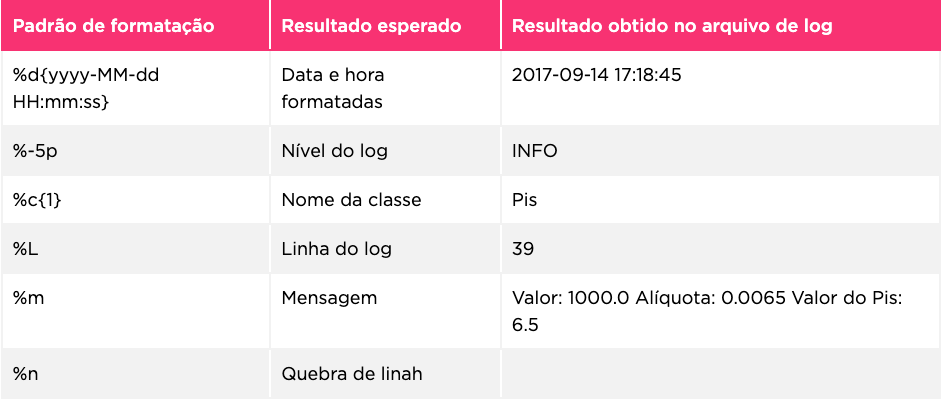 Padrão de formatação Resultado esperado Resultado obtido no arquivo de log
%d{yyyy-MM-dd
HH:mm:ss}
Data e hora
formatadas
2017-09-14 17:18:45
%-5p Nível do log INFO
%c{1} Nome da classe Pis
%L Linha do log 39
%m Mensagem Valor: 1000.0 Alíquota: 0.0065 Valor do Pis:
6.5
%n Quebra de linah